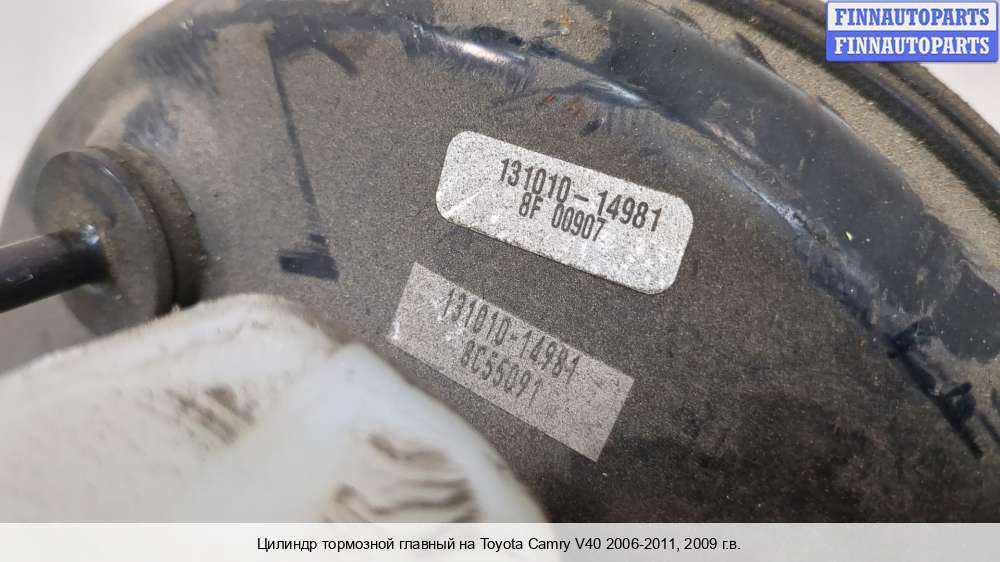 FINNAUTOPARTS
FINNAUTOPARTS
131010-14981
8F 00907
131010-14981
8C55091
Цилиндр тормозной главный на Toyota Camry V40 2006-2011, 2009 г.в.